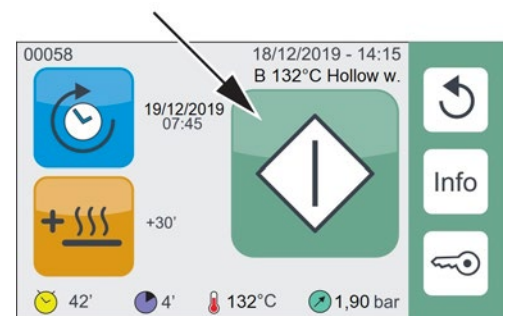 00058
18/12/2019 - 14:15
B 132°C Hollow w.
19/12/2019
07:45
Info
+30'
42'
4'
132°C
1,90 bar